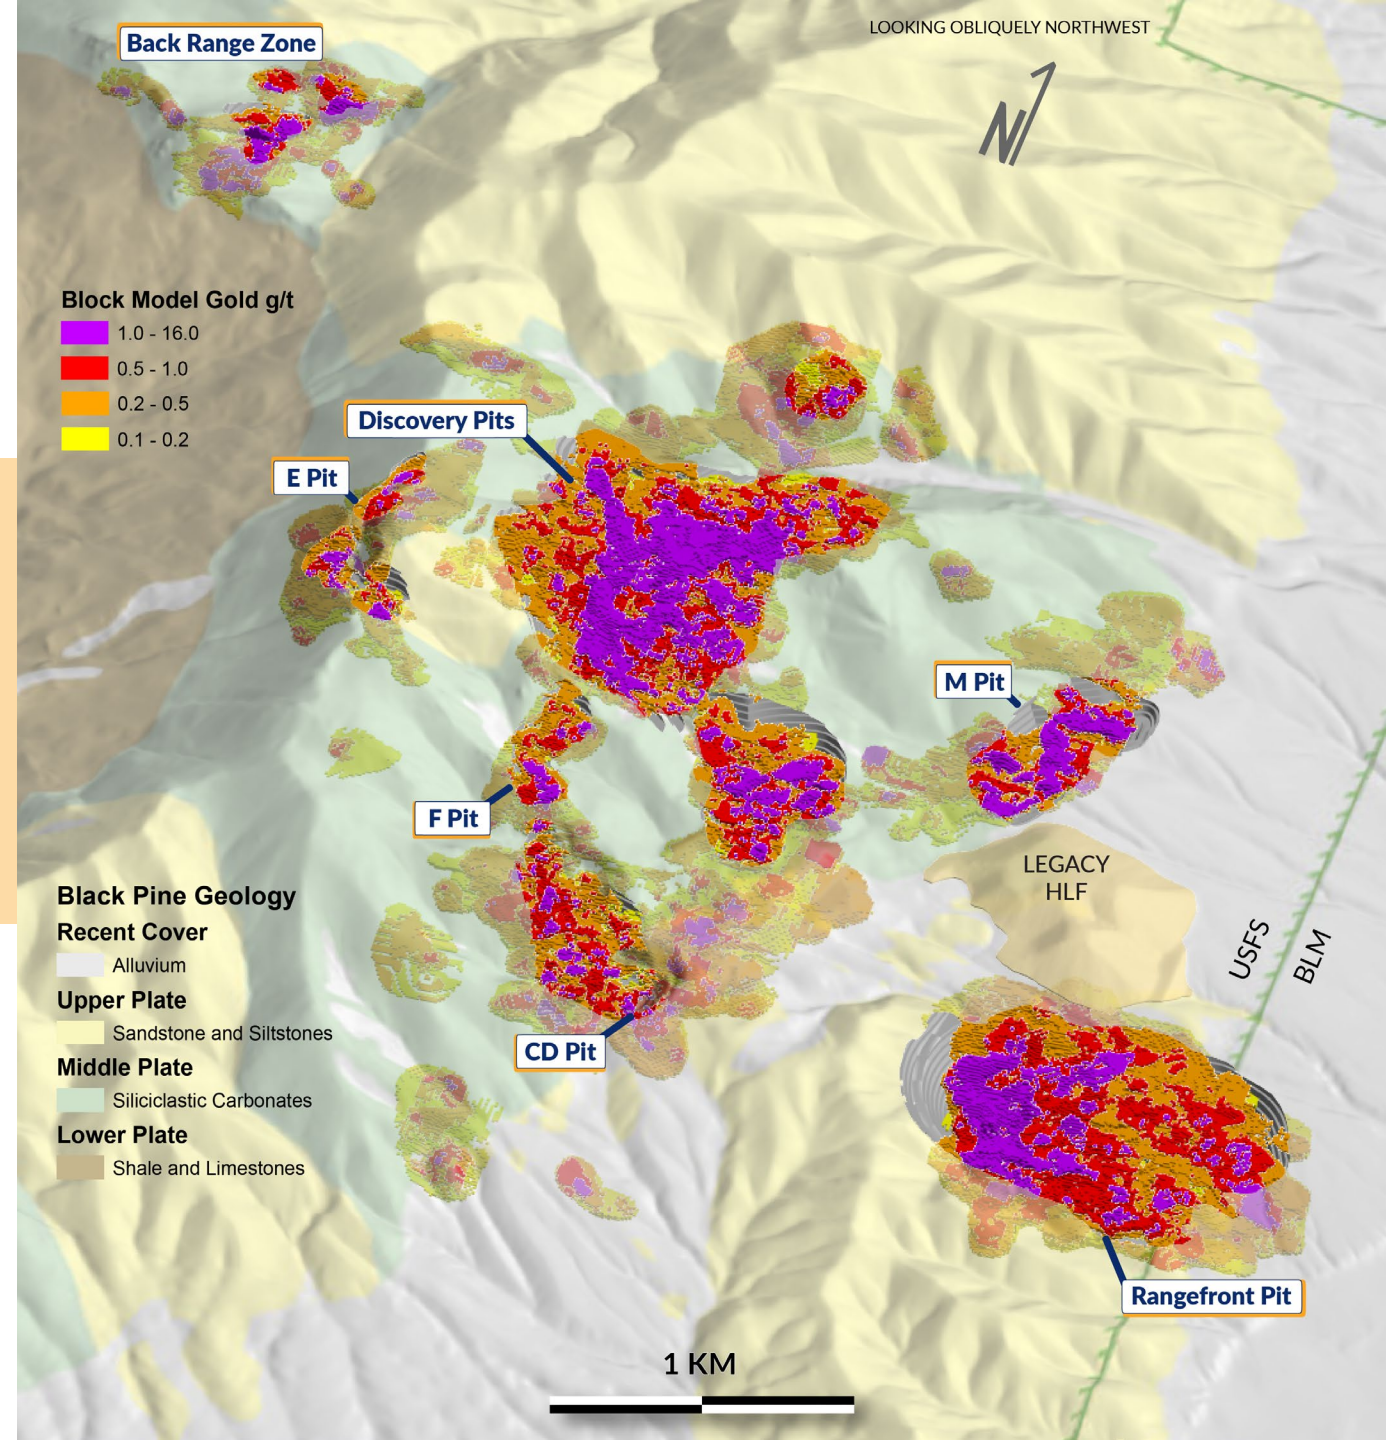 LOOKING OBLIQUELY NORTHWEST
Back Range Zone
N
Block Model Gold g/t
1.0 - 16.0
0.5 - 1.0
0.2 - 0.5
0.1 - 0.2
Discovery Pits
E Pit
M Pit
F Pit
LEGACY
HLF
Black Pine Geology
Recent Cover
Alluvium
Upper Plate
Sandstone and Siltstones
Middle Plate
Siliciclastic Carbonates
Lower Plate
Shale and Limestones
USFS
BLM
CD Pit
Rangefront Pit
1 KM